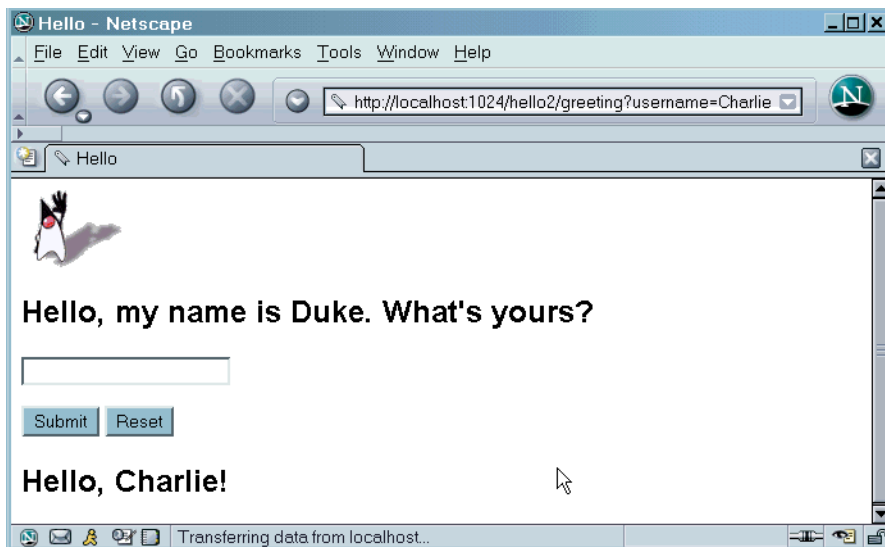 Hello - Netscape
File Edit View Go Bookmarks Tools Window Help
http://localhost:1024/hello2/greeting?username=Charlie
N
Hello
Hello, my name is Duke. What's yours?
Submit Reset
Hello, Charlie!
Transferring data from localhost...